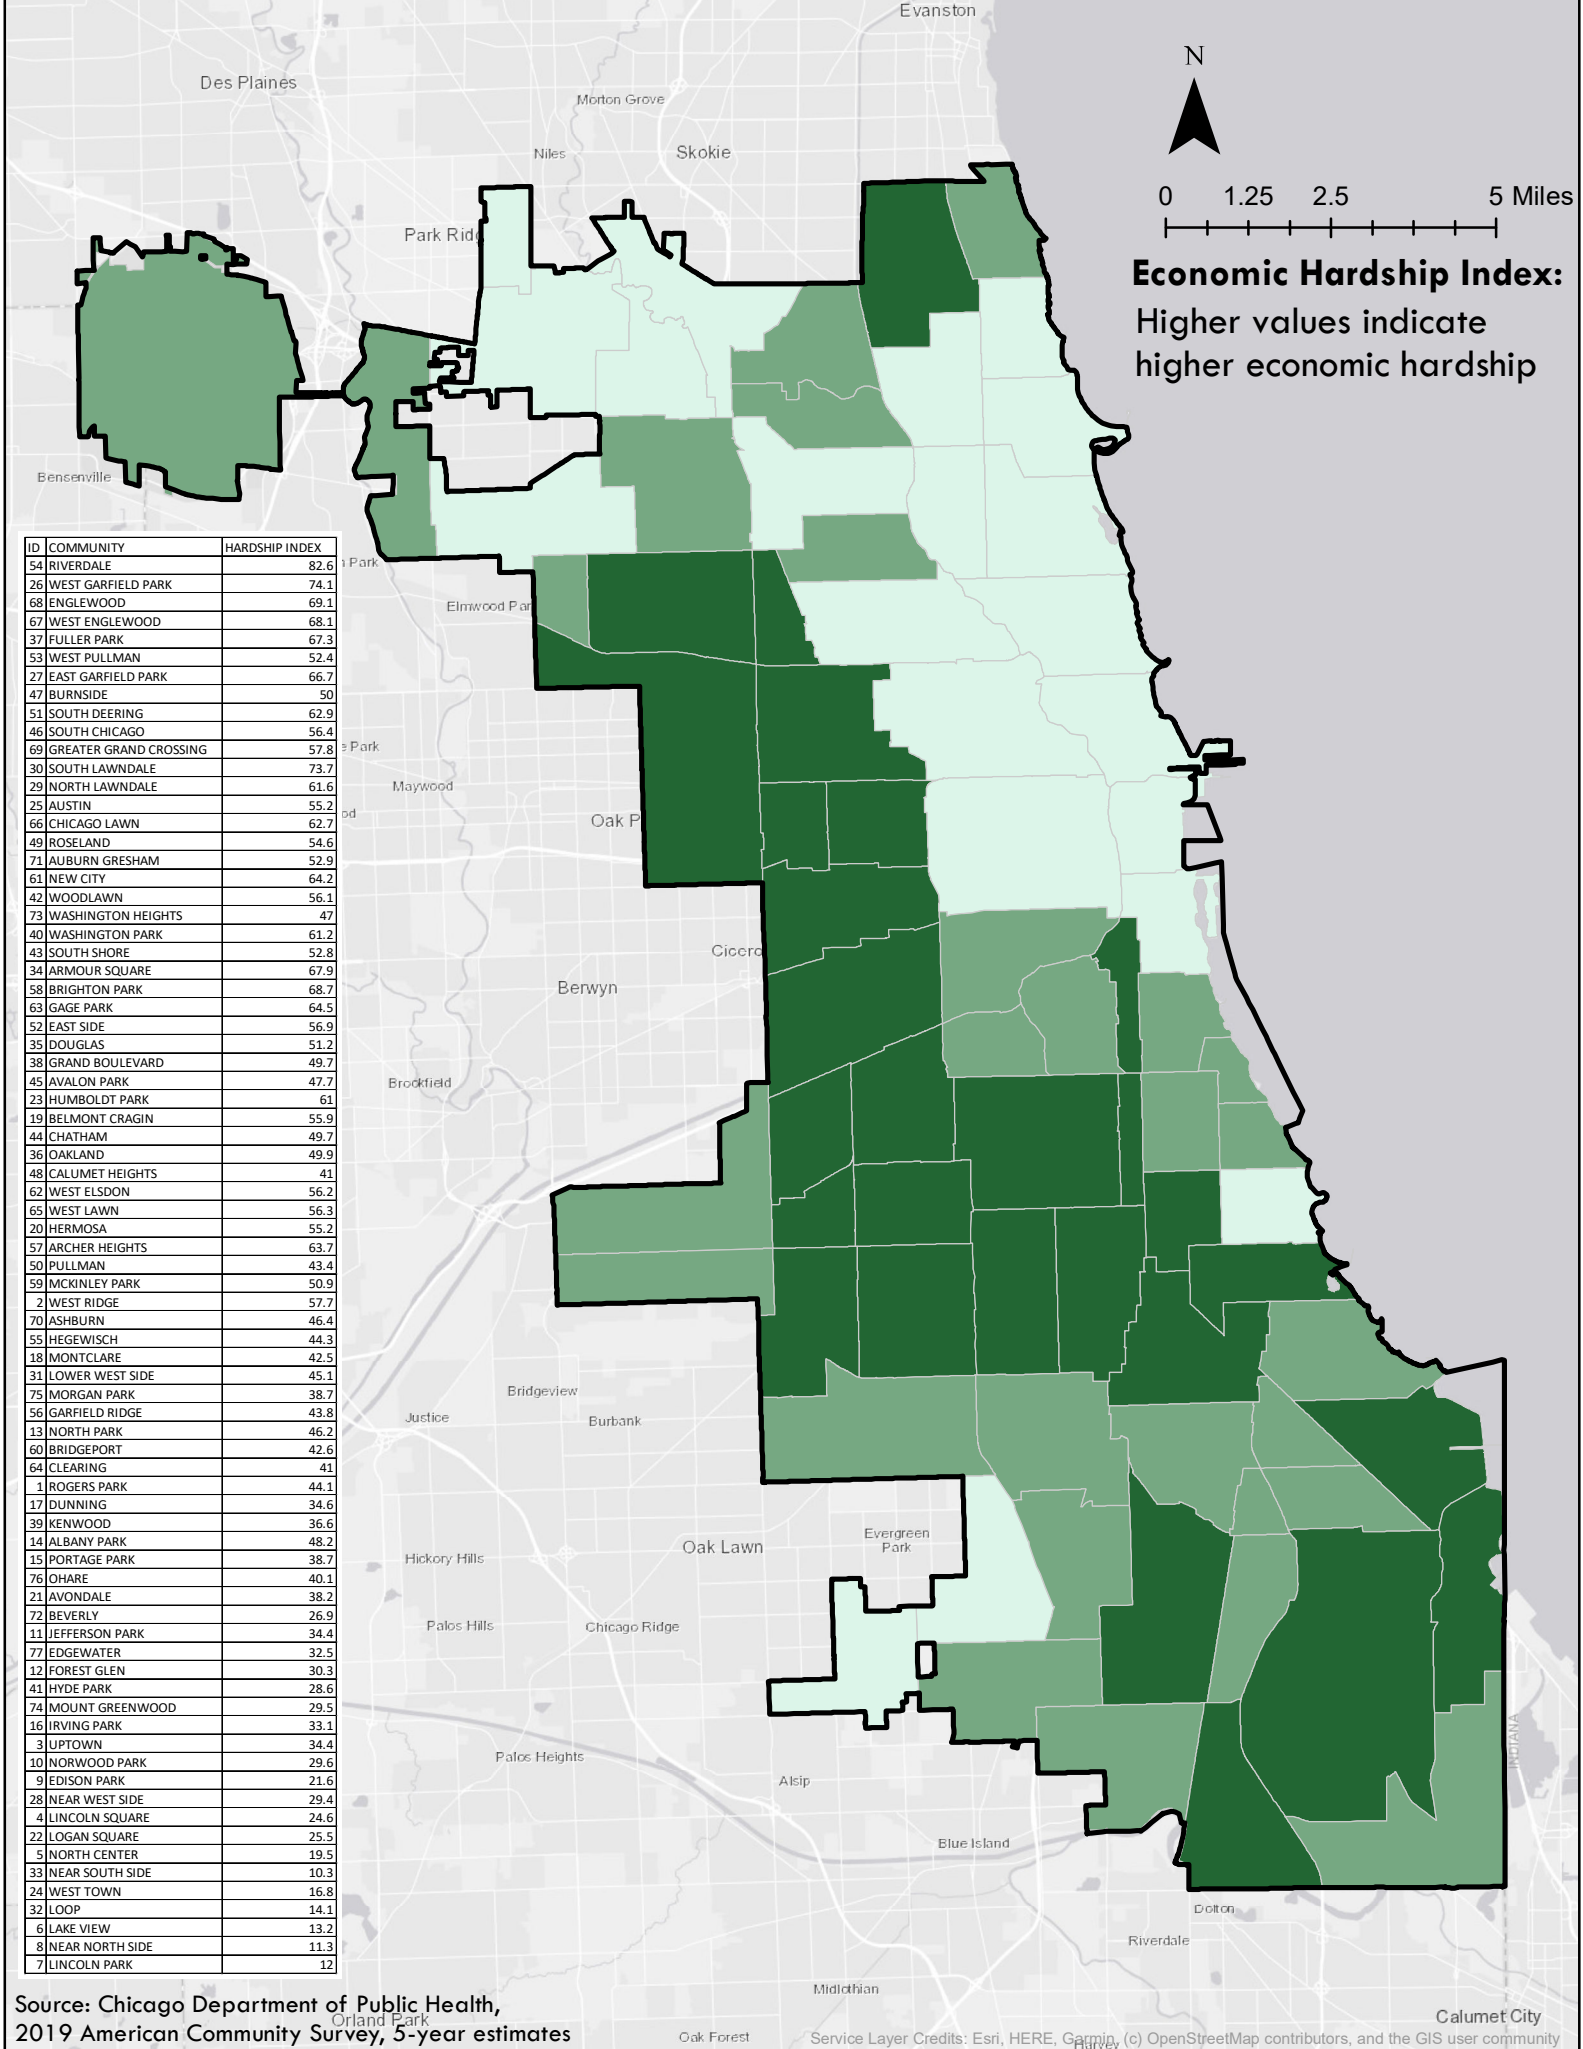 Evanston
Des Plaines
Morton Grove
Niles
Skokie
Park Ridg
N
0 1.25 2.5 5 Miles
Economic Hardship Index:
Higher values indicate
higher economic hardship
Bensenville
n Park
Elmwood Par
e Park
Maywood
od
Oak P
Cicero
Berwyn
Brookfield
Bridgeview
Justice
Burbank
Evergreen
Park
Oak Lawn
Hickory Hills
Palos Hills
Chicago Ridge
Palos Heights
Alsip
INDIANA
Blue Island
Dolton
Riverdale
Midlothian
Orland Park
Oak Forest
Harvey
Calumet City
ID COMMUNITY HARDSHIP INDEX
54 RIVERDALE 82.6
26 WEST GARFIELD PARK 74.1
68 ENGLEWOOD 69.1
67 WEST ENGLEWOOD 68.1
37 FULLER PARK 67.3
53 WEST PULLMAN 52.4
27 EAST GARFIELD PARK 66.7
47 BURNSIDE 50
51 SOUTH DEERING 62.9
46 SOUTH CHICAGO 56.4
69 GREATER GRAND CROSSING 57.8
30 SOUTH LAWNDALE 73.7
29 NORTH LAWNDALE 61.6
25 AUSTIN 55.2
66 CHICAGO LAWN 62.7
49 ROSELAND 54.6
71 AUBURN GRESHAM 52.9
61 NEW CITY 64.2
42 WOODLAWN 56.1
73 WASHINGTON HEIGHTS 47
40 WASHINGTON PARK 61.2
43 SOUTH SHORE 52.8
34 ARMOUR SQUARE 67.9
58 BRIGHTON PARK 68.7
63 GAGE PARK 64.5
52 EAST SIDE 56.9
35 DOUGLAS 51.2
38 GRAND BOULEVARD 49.7
45 AVALON PARK 47.7
23 HUMBOLDT PARK 61
19 BELMONT CRAGIN 55.9
44 CHATHAM 49.7
36 OAKLAND 49.9
48 CALUMET HEIGHTS 41
62 WEST ELSDON 56.2
65 WEST LAWN 56.3
20 HERMOSA 55.2
57 ARCHER HEIGHTS 63.7
50 PULLMAN 43.4
59 MCKINLEY PARK 50.9
2 WEST RIDGE 57.7
70 ASHBURN 46.4
55 HEGEWISCH 44.3
18 MONTCLARE 42.5
31 LOWER WEST SIDE 45.1
75 MORGAN PARK 38.7
56 GARFIELD RIDGE 43.8
13 NORTH PARK 46.2
60 BRIDGEPORT 42.6
64 CLEARING 41
1 ROGERS PARK 44.1
17 DUNNING 34.6
39 KENWOOD 36.6
14 ALBANY PARK 48.2
15 PORTAGE PARK 38.7
76 OHARE 40.1
21 AVONDALE 38.2
72 BEVERLY 26.9
11 JEFFERSON PARK 34.4
77 EDGEWATER 32.5
12 FOREST GLEN 30.3
41 HYDE PARK 28.6
74 MOUNT GREENWOOD 29.5
16 IRVING PARK 33.1
3 UPTOWN 34.4
10 NORWOOD PARK 29.6
9 EDISON PARK 21.6
28 NEAR WEST SIDE 29.4
4 LINCOLN SQUARE 24.6
22 LOGAN SQUARE 25.5
5 NORTH CENTER 19.5
33 NEAR SOUTH SIDE 10.3
24 WEST TOWN 16.8
32 LOOP 14.1
6 LAKE VIEW 13.2
8 NEAR NORTH SIDE 11.3
7 LINCOLN PARK 12
Source: Chicago Department of Public Health,
2019 American Community Survey, 5-year estimates
Service Layer Credits: Esri, HERE, Garmin, (c) OpenStreetMap contributors, and the GIS user community